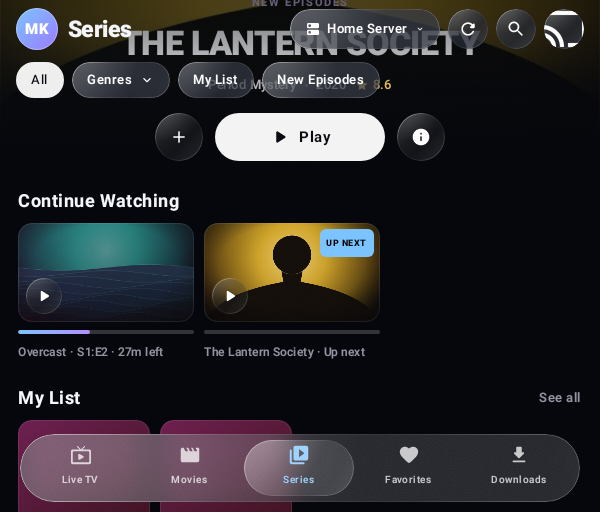 NEW EPISODES
MK
Series
Home Server
THE LANTERN SOCIETY
All
Genres
My List
New Episodes
Period Mystery · 2020 ★ 8.6
Play
Continue Watching
UP NEXT
Overcast · S1:E2 · 27m left
The Lantern Society · Up next
My List
See all
Live TV
Movies
Series
Favorites
Downloads